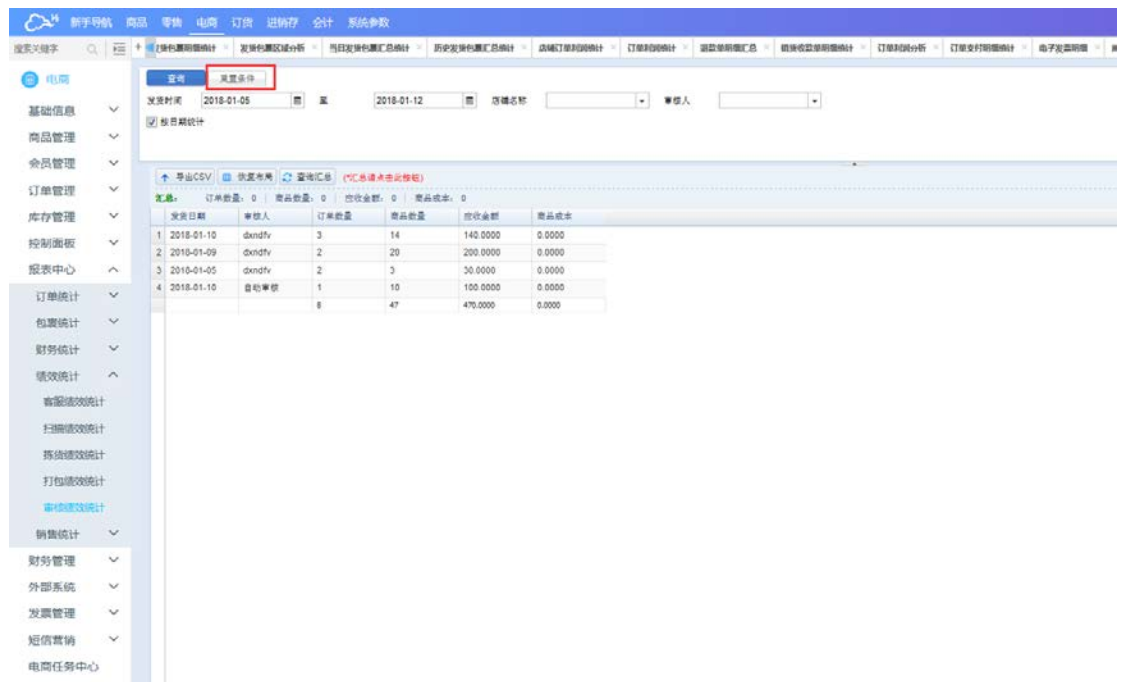 新手导航 商品 零售 电商 订货 进销存 会计 系统参数
搜索关键字
发货包裹明细统计 发货包裹区域分析 当日发货包裹汇总统计 历史发货包裹汇总统计 店铺订单时间统计 订单时间统计 退款单明细汇总 销货收款单明细统计 订单时间分析 订单支付明细统计 电子发票明细
电商
查询 重置条件
发货时间 2018-01-05 至 2018-01-12 店铺名称 审核人
按日期统计
基础信息
商品管理
会员管理
订单管理
库存管理
控制面板
报表中心
订单统计
包裹统计
财务统计
绩效统计
客服绩效统计
扫描绩效统计
拣货绩效统计
打包绩效统计
审核绩效统计
销售统计
财务管理
外部系统
发票管理
短信营销
电商任务中心
导出CSV 恢复布局 查询汇总 (*汇总请点击此按钮)
汇总: 订单数量: 0 | 商品数量: 0 | 应收金额: 0 | 商品成本: 0
发货日期 审核人 订单数量 商品数量 应收金额 商品成本
1 2018-01-10 dxndfv 3 14 140.0000 0.0000
2 2018-01-09 dxndfv 2 20 200.0000 0.0000
3 2018-01-05 dxndfv 2 3 30.0000 0.0000
4 2018-01-10 自动审核 1 10 100.0000 0.0000
8 47 470.0000 0.0000